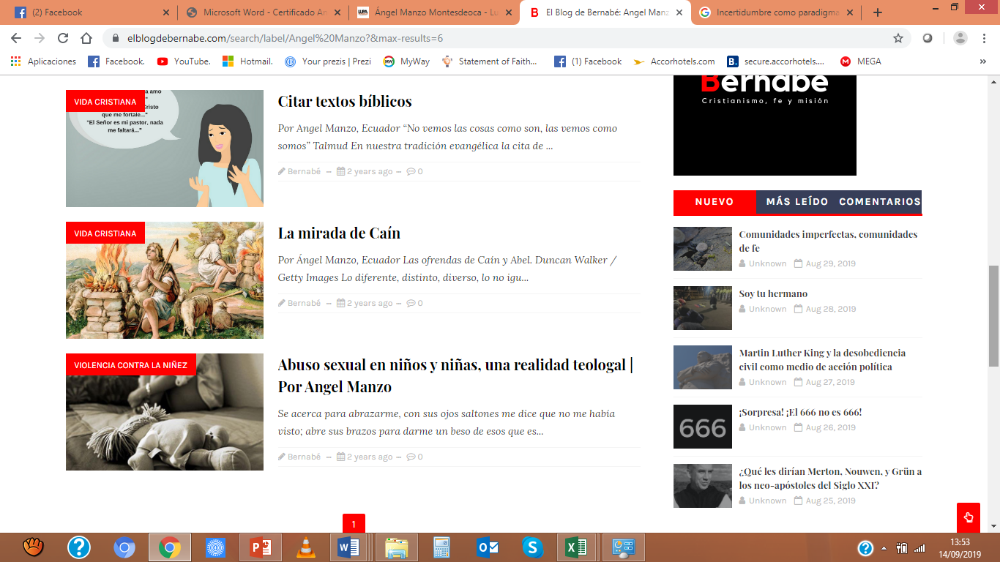 (2) Facebook
Microsoft Word - Certificado An
Ángel Manzo Montesdeoca - Lu
El Blog de Bernabé: Angel Manz
Incertidumbre como paradigma
elblogdebernabe.com/search/label/Angel%20Manzo?&max-results=6
Aplicaciones
Facebook.
YouTube.
Hotmail.
Your prezis | Prezi
MyWay
Statement of Faith...
(1) Facebook
Accorhotels.com
secure.accorhotels....
MEGA
»
VIDA CRISTIANA
a amo
"
Cristo
que me fortale..."
"El Señor es mi pastor, nada
me faltará..."
Citar textos bíblicos
Por Angel Manzo, Ecuador “No vemos las cosas como son, las vemos como
somos” Talmud En nuestra tradición evangélica la cita de ...
Bernabé – 2 years ago – 0
VIDA CRISTIANA
La mirada de Caín
Por Ángel Manzo, Ecuador Las ofrendas de Caín y Abel. Duncan Walker /
Getty Images Lo diferente, distinto, diverso, lo no igu...
Bernabé – 2 years ago – 0
VIOLENCIA CONTRA LA NIÑEZ
Abuso sexual en niños y niñas, una realidad teologal |
Por Angel Manzo
Se acerca para abrazarme, con sus ojos saltones me dice que no me había
visto; abre sus brazos para darme un beso de esos que es...
Bernabé – 2 years ago – 0
1
Bernabe
Cristianismo, fe y misión
NUEVO
MÁS LEÍDO
COMENTARIOS
Comunidades imperfectas, comunidades
de fe
Unknown Aug 29, 2019
Soy tu hermano
Unknown Aug 28, 2019
Martin Luther King y la desobediencia
civil como medio de acción política
Unknown Aug 27, 2019
666
¡Sorpresa! ¡El 666 no es 666!
Unknown Aug 26, 2019
¿Qué les dirían Merton, Nouwen, y Grün a
los neo-apóstoles del Siglo XXI?
Unknown Aug 25, 2019
13:53
14/09/2019